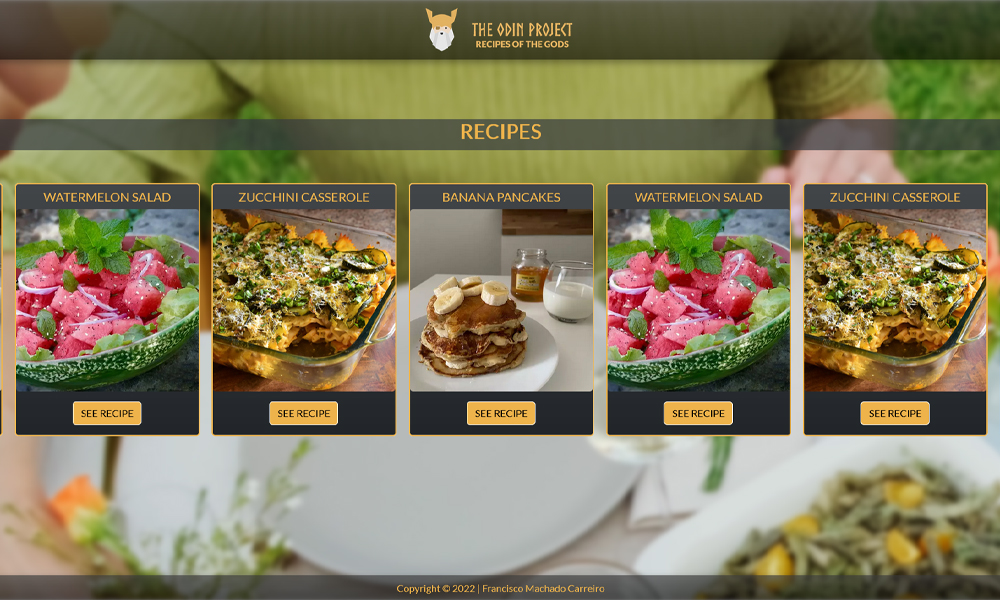 THE ODIN PROJECT
RECIPES OF THE GODS
RECIPES
WATERMELON SALAD
ZUCCHINI CASSEROLE
BANANA PANCAKES
WATERMELON SALAD
ZUCCHINI CASSEROLE
SEE RECIPE
SEE RECIPE
SEE RECIPE
SEE RECIPE
SEE RECIPE
Copyright © 2022 | Francisco Machado Carreiro